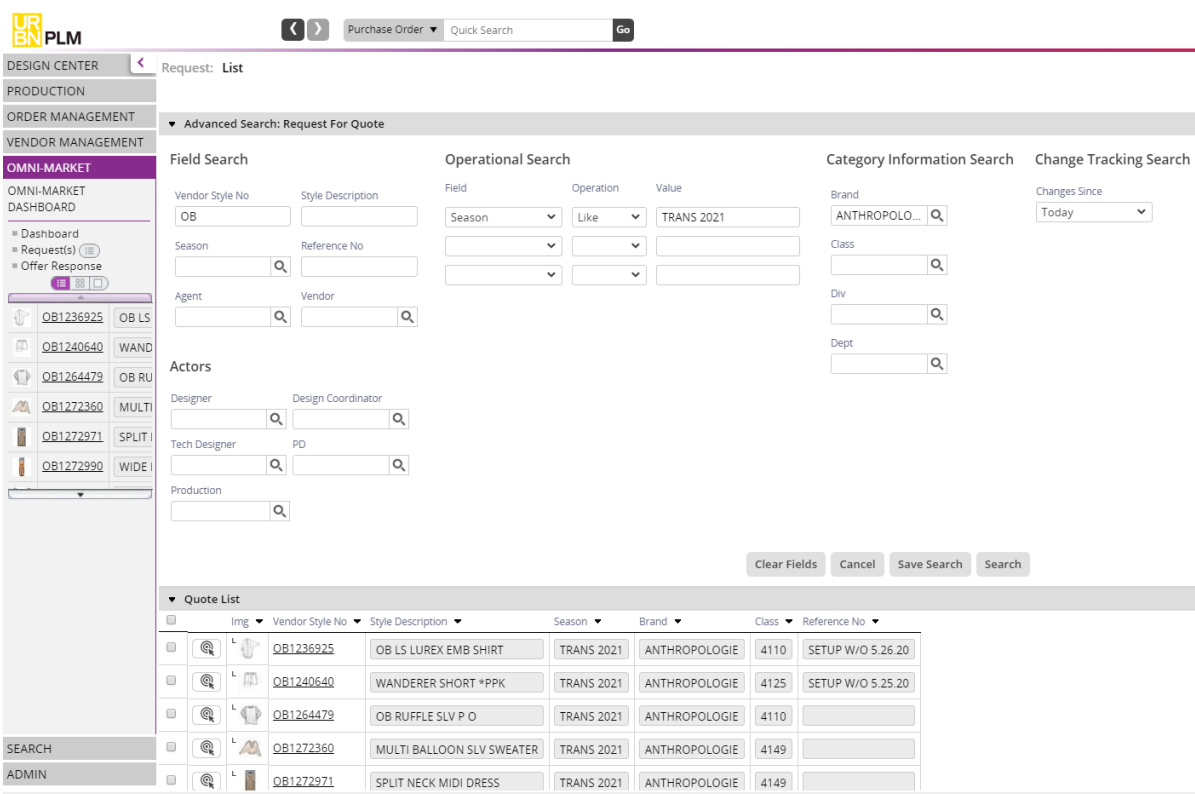 URBN PLM
Purchase Order Quick Search Go
DESIGN CENTER
PRODUCTION
ORDER MANAGEMENT
VENDOR MANAGEMENT
OMNI-MARKET
OMNI-MARKET
DASHBOARD
Dashboard
Request(s)
Offer Response
OB1236925 OB LS
OB1240640 WAND
OB1264479 OB RU
OB1272360 MULTI
OB1272971 SPLIT
OB1272990 WIDE
SEARCH
ADMIN
Request: List
Advanced Search: Request For Quote
Field Search Operational Search Category Information Search Change Tracking Search
Vendor Style No Style Description
OB
Season Reference No
Agent Vendor
Field Operation Value
Season Like TRANS 2021
Brand
ANTHROPOLO...
Class
Div
Dept
Changes Since
Today
Actors
Designer Design Coordinator
Tech Designer PD
Production
Clear Fields Cancel Save Search Search
Quote List
Img Vendor Style No Style Description Season Brand Class Reference No
L OB1236925 OB LS LUREX EMB SHIRT TRANS 2021 ANTHROPOLOGIE 4110 SETUP W/O 5.26.20
L OB1240640 WANDERER SHORT *PPK TRANS 2021 ANTHROPOLOGIE 4125 SETUP W/O 5.25.20
L OB1264479 OB RUFFLE SLV P O TRANS 2021 ANTHROPOLOGIE 4110
L OB1272360 MULTI BALLOON SLV SWEATER TRANS 2021 ANTHROPOLOGIE 4149
L OB1272971 SPLIT NECK MIDI DRESS TRANS 2021 ANTHROPOLOGIE 4149